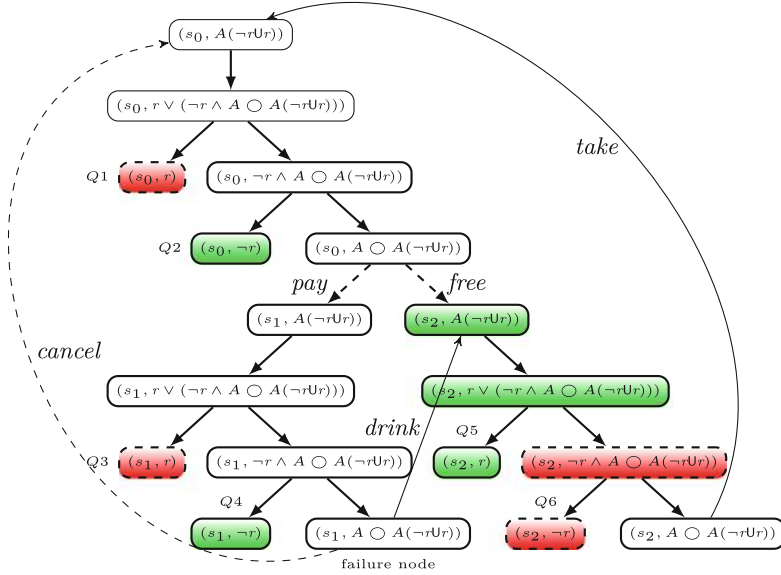 (s₀, A(¬rUr))
(s₀, r ∨ (¬r ∧ A ◯ A(¬rUr)))
take
Q1 (s₀, r)
(s₀, ¬r ∧ A ◯ A(¬rUr))
Q2 (s₀, ¬r)
(s₀, A ◯ A(¬rUr))
pay
free
(s₁, A(¬rUr))
(s₂, A(¬rUr))
cancel
(s₁, r ∨ (¬r ∧ A ◯ A(¬rUr)))
(s₂, r ∨ (¬r ∧ A ◯ A(¬rUr)))
drink
Q5
Q3 (s₁, r)
(s₁, ¬r ∧ A ◯ A(¬rUr))
(s₂, r)
(s₂, ¬r ∧ A ◯ A(¬rUr))
Q4
Q6
(s₁, ¬r)
(s₁, A ◯ A(¬rUr))
(s₂, ¬r)
(s₂, A ◯ A(¬rUr))
failure node